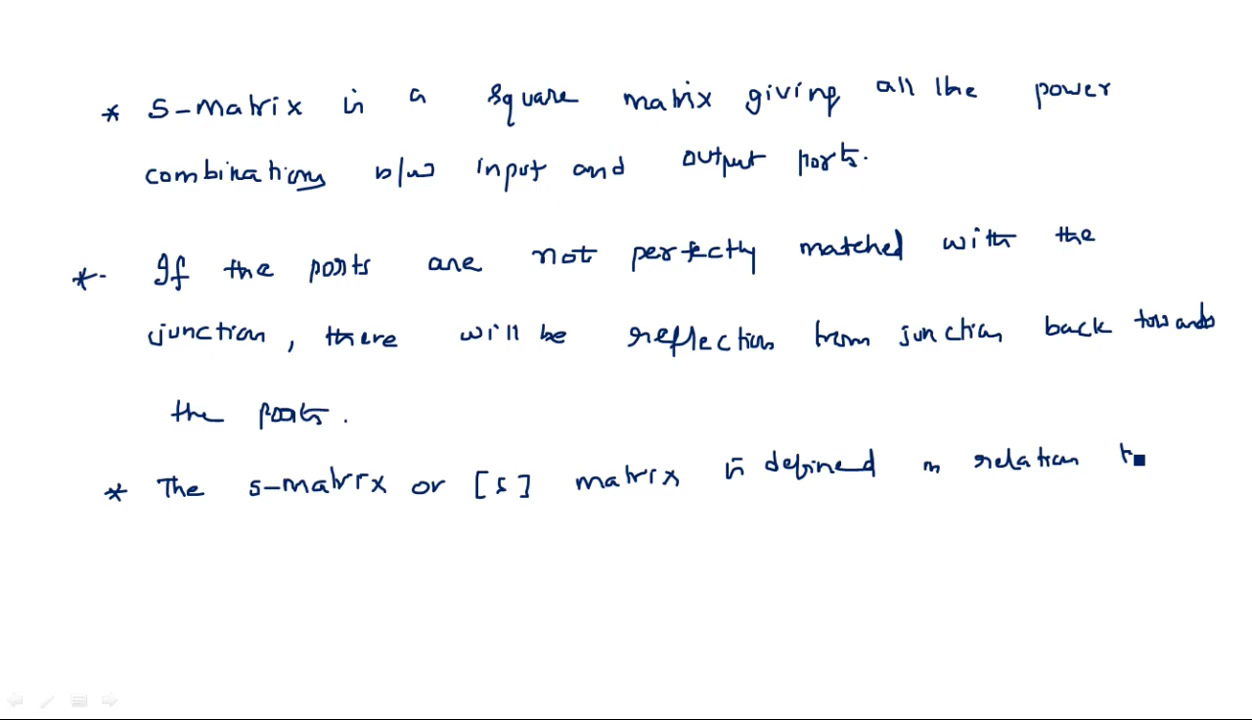 * S-Matrix is a square matrix giving all the power
combinations b/w input and output ports.
*- If the ports are not perfectly matched with the
junction, there will be reflection from junction back towards
the ports.
* The s-matrix or [s] matrix is defined in relation t